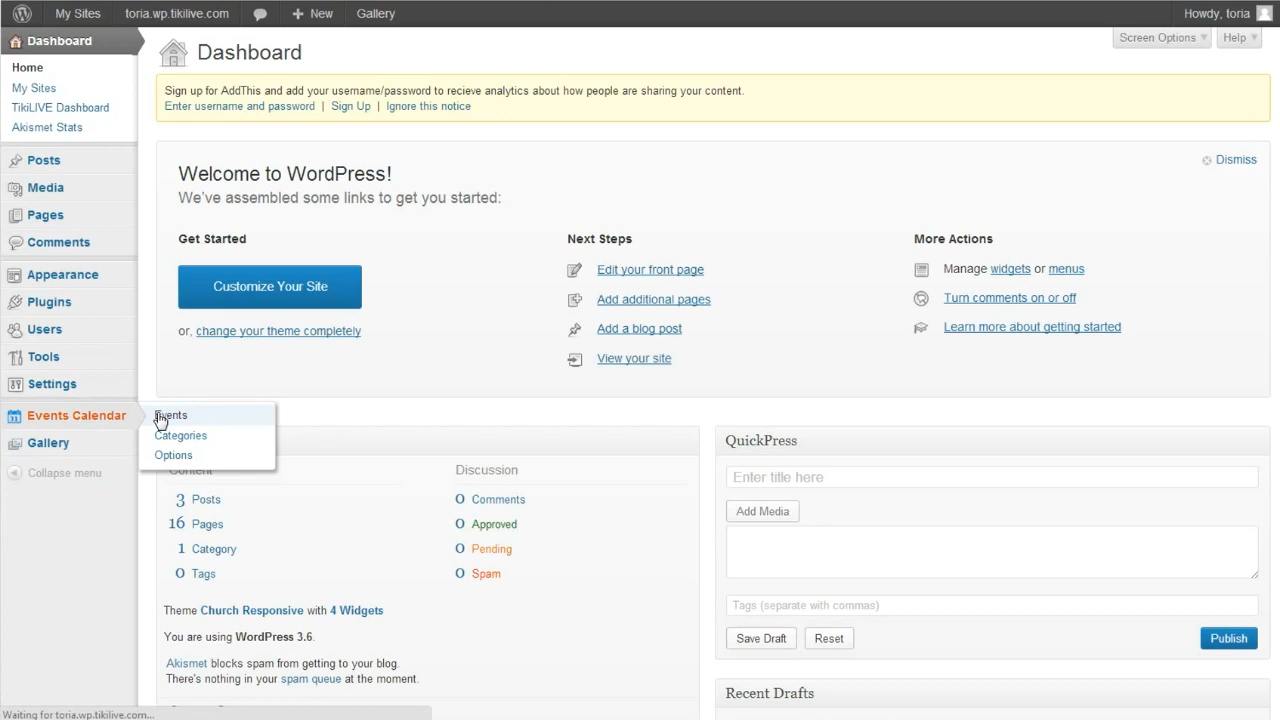 My Sites toria.wp.tikilive.com New Gallery Howdy, toria
Dashboard
Home
My Sites
TikiLIVE Dashboard
Akismet Stats
Posts
Media
Pages
Comments
Appearance
Plugins
Users
Tools
Settings
Events Calendar
Gallery
Collapse menu
Events
Categories
Options
Screen Options Help
Dashboard
Sign up for AddThis and add your username/password to recieve analytics about how people are sharing your content.
Enter username and password | Sign Up | Ignore this notice
Dismiss
Welcome to WordPress!
We've assembled some links to get you started:
Get Started
Customize Your Site
or, change your theme completely
Next Steps
Edit your front page
Add additional pages
Add a blog post
View your site
More Actions
Manage widgets or menus
Turn comments on or off
Learn more about getting started
Content
3 Posts
16 Pages
1 Category
0 Tags
Discussion
0 Comments
0 Approved
0 Pending
0 Spam
Theme Church Responsive with 4 Widgets
You are using WordPress 3.6.
Akismet blocks spam from getting to your blog.
There's nothing in your spam queue at the moment.
QuickPress
Enter title here
Add Media
Tags (separate with commas)
Save Draft Reset Publish
Recent Drafts
Waiting for toria.wp.tikilive.com...